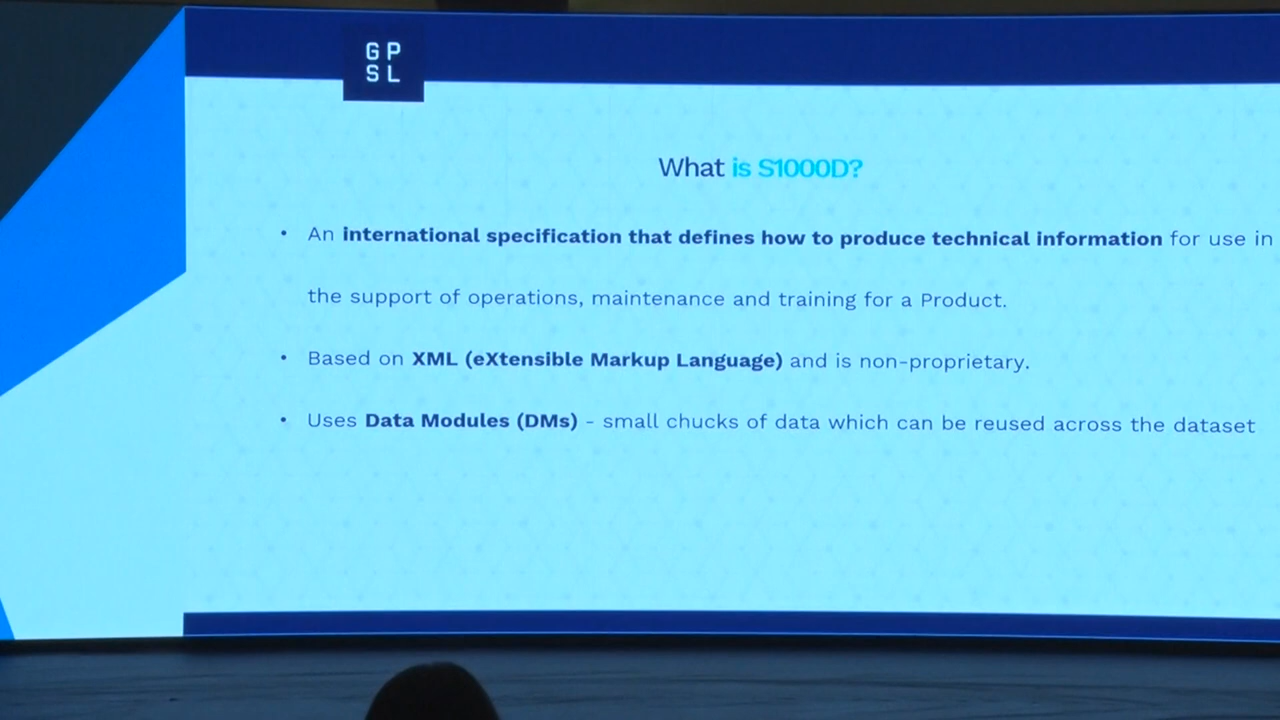 G P
S L
What is S1000D?
• An international specification that defines how to produce technical information for use in
the support of operations, maintenance and training for a Product.
• Based on XML (eXtensible Markup Language) and is non-proprietary.
• Uses Data Modules (DMs) - small chucks of data which can be reused across the dataset